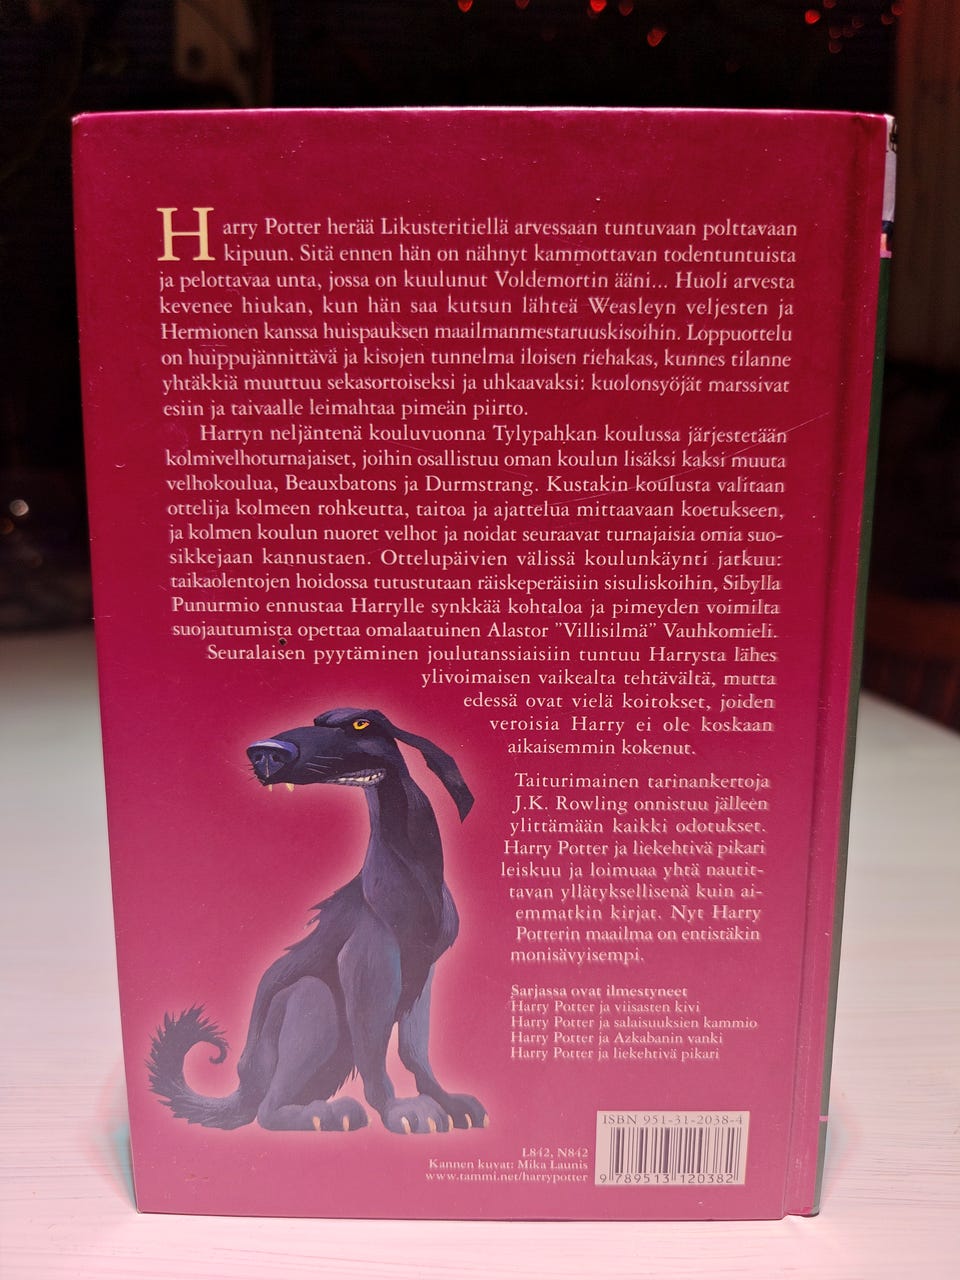 Harry Potter herää Likusteritiellä arvessaan tuntuvaan polttavaan
kipuun. Sitä ennen hän on nähnyt kammottavan todentuntuista
ja pelottavaa unta, jossa on kuulunut Voldemortin ääni... Huoli arvesta
kevenee hiukan, kun hän saa kutsun lähteä Weasleyn veljesten ja
Hermionen kanssa huispauksen maailmanmestaruuskisoihin. Loppuottelu
on huippujännittävä ja kisojen tunnelma iloisen riehakas, kunnes tilanne
yhtäkkiä muuttuu sekasortoiseksi ja uhkaavaksi: kuolonsyöjät marssivat
esiin ja taivaalle leimahtaa pimeän piirto.
Harryn neljäntenä kouluvuonna Tylypahkan koulussa järjestetään
kolmivelhoturnajaiset, joihin osallistuu oman koulun lisäksi kaksi muuta
velhokoulua, Beauxbatons ja Durmstrang. Kustakin koulusta valitaan
ottelija kolmeen rohkeutta, taitoa ja ajattelua mittaavaan koetukseen,
ja kolmen koulun nuoret velhot ja noidat seuraavat turnajaisia omia suo-
sikkejaan kannustaen. Ottelupäivien välissä koulunkäynti jatkuu:
taikaolentojen hoidossa tutustutaan räiskeperäisiin sisuliskoihin, Sibylla
Punurmio ennustaa Harrylle synkkää kohtaloa ja pimeyden voimilta
suojautumista opettaa omalaatuinen Alastor "Villisilmä" Vauhkomieli.
Seuralaisen pyytäminen joulutanssiaisiin tuntuu Harrysta lähes
ylivoimaisen vaikealta tehtävältä, mutta
edessä ovat vielä koitokset, joiden
veroisia Harry ei ole koskaan
aikaisemmin kokenut.
Taiturimainen tarinankertoja
J.K. Rowling onnistuu jälleen
ylittämään kaikki odotukset.
Harry Potter ja liekehtivä pikari
leiskuu ja loimuaa yhtä nautit-
tavan yllätyksellisenä kuin ai-
emmatkin kirjat. Nyt Harry
Potterin maailma on entistäkin
monisävyisempi.
Sarjassa ovat ilmestyneet
Harry Potter ja viisasten kivi
Harry Potter ja salaisuuksien kammio
Harry Potter ja Azkabanin vanki
Harry Potter ja liekehtivä pikari
L842, N842
Kannen kuvat: Mika Launis
www.tammi.net/harrypotter
ISBN 951-31-2038-4
9 789513 120382